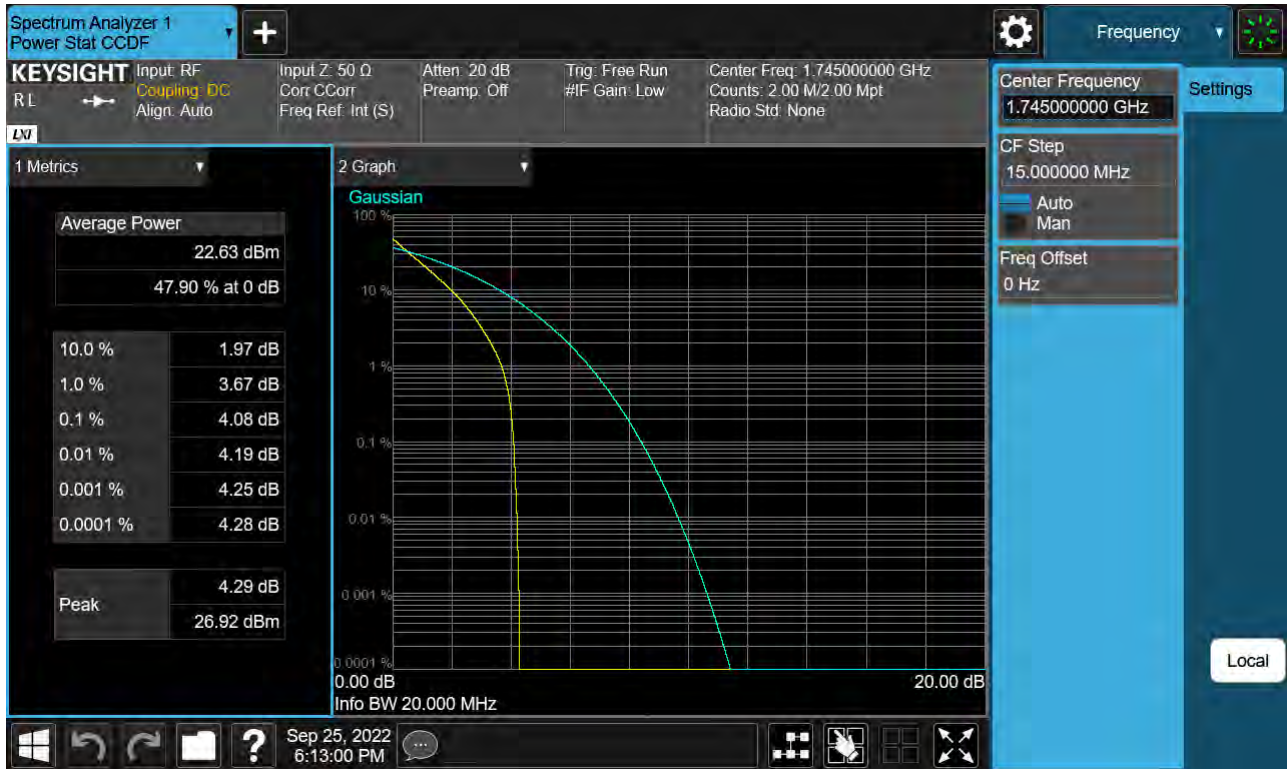 Spectrum Analyzer 1
Power Stat CCDF
+
Frequency
KEYSIGHT
RL
LXI
Input: RF
Coupling: DC
Align: Auto
Input Z: 50 Ω
Corr CCorr
Freq Ref: Int (S)
Atten: 20 dB
Preamp: Off
Trig: Free Run
#IF Gain: Low
Center Freq: 1.745000000 GHz
Counts: 2.00 M/2.00 Mpt
Radio Std: None
Center Frequency
1.745000000 GHz
Settings
CF Step
15.000000 MHz
Auto
Man
Freq Offset
0 Hz
1 Metrics
Average Power
22.63 dBm
47.90 % at 0 dB
10.0 % 1.97 dB
1.0 % 3.67 dB
0.1 % 4.08 dB
0.01 % 4.19 dB
0.001 % 4.25 dB
0.0001 % 4.28 dB
Peak
4.29 dB
26.92 dBm
2 Graph
Gaussian
100 %
10 %
1 %
0.1 %
0.01 %
0.001 %
0.0001 %
0.00 dB 20.00 dB
Info BW 20.000 MHz
Local
?
Sep 25, 2022
6:13:00 PM